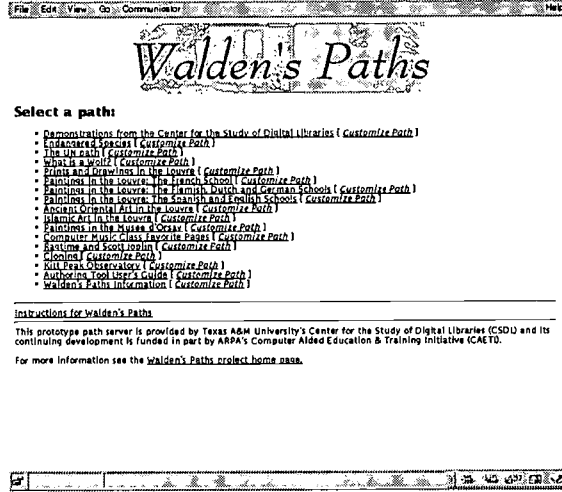 File Edit View Go Communicator Help
Walden's Paths
Select a path:
Demonstrations from the Center for the Study of Digital Libraries [ Customize Path ]
Endangered Species [ Customize Path ]
The UN path [ Customize Path ]
What is a Wolf? [ Customize Path ]
Prints and Drawings in the Louvre [ Customize Path ]
Paintings in the Louvre: The French School [ Customize Path ]
Paintings in the Louvre: The Flemish, Dutch and German Schools [ Customize Path ]
Paintings in the Louvre: The Spanish and English Schools [ Customize Path ]
Ancient Oriental Art in the Louvre [ Customize Path ]
Islamic Art in the Louvre [ Customize Path ]
Paintings in the Musee d'Orsay [ Customize Path ]
Computer Music Class Favorite Pages [ Customize Path ]
Ragtime and Scott Joplin [ Customize Path ]
Cloning [ Customize Path ]
Kitt Peak Observatory [ Customize Path ]
Authoring Tool User's Guide [ Customize Path ]
Walden's Paths Information [ Customize Path ]
Instructions for Walden's Paths
This prototype path server is provided by Texas A&M University's Center for the Study of Digital Libraries (CSDL) and its
continuing development is funded in part by ARPA's Computer Aided Education & Training Initiative (CAETI).
For more information see the Walden's Paths project home page.